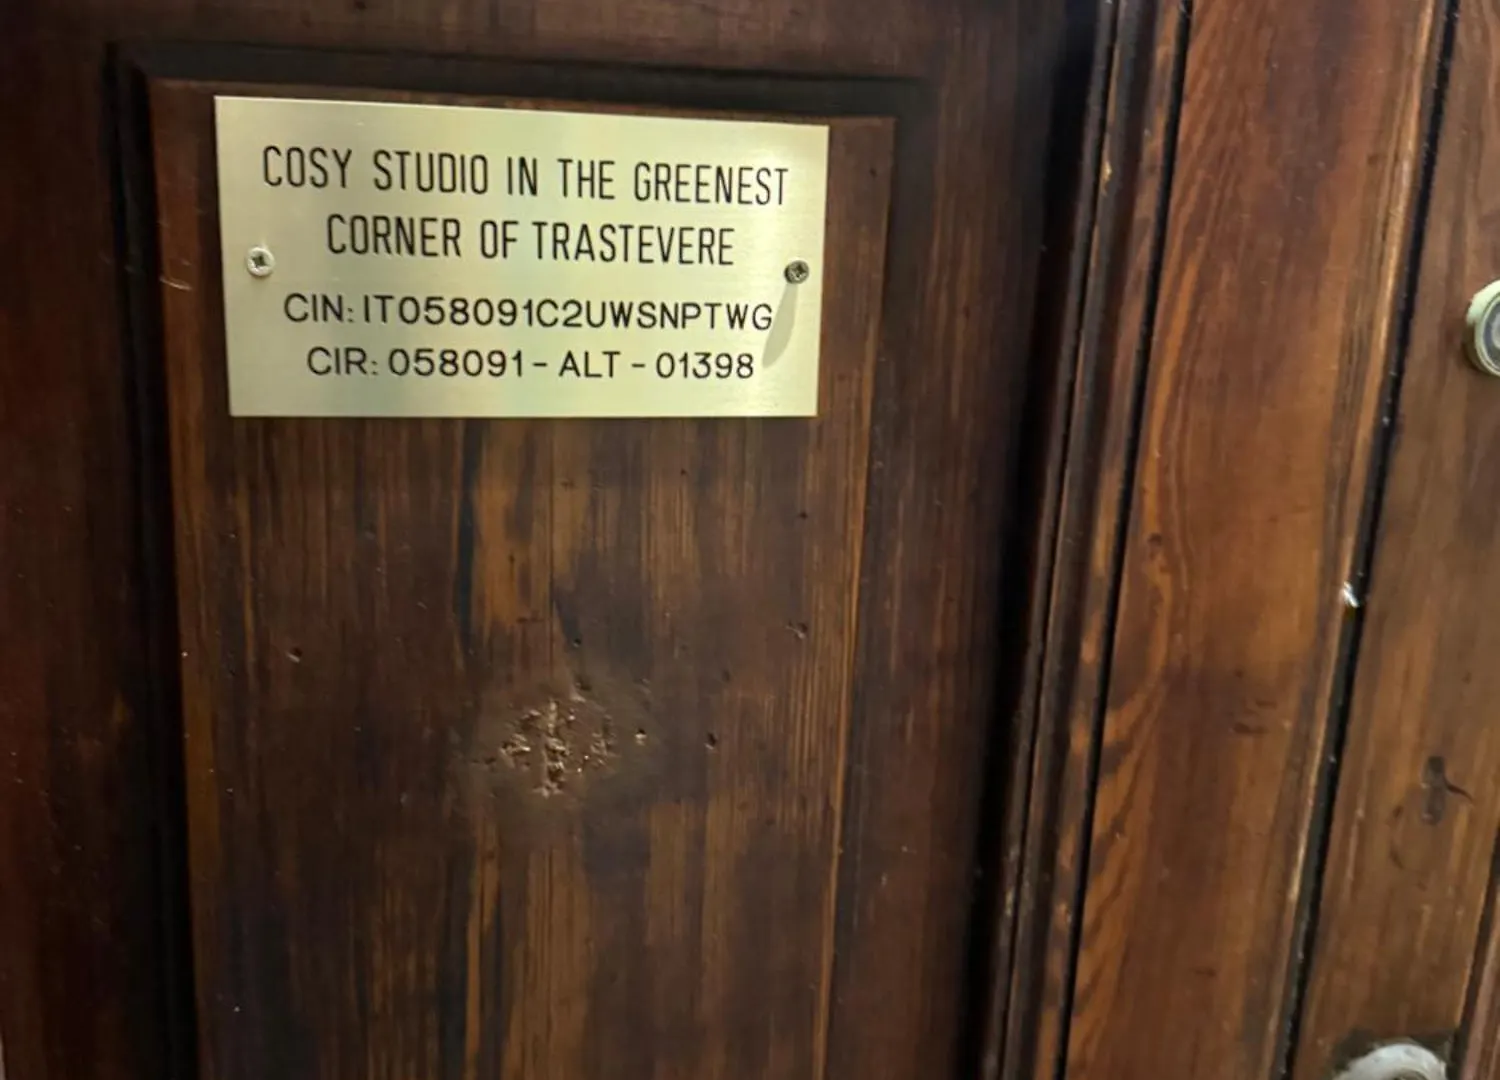 COSY STUDIO IN THE GREENEST
CORNER OF TRASTEVERE
CIN: IT058091C2UWSNPTWG
CIR: 058091 - ALT - 01398